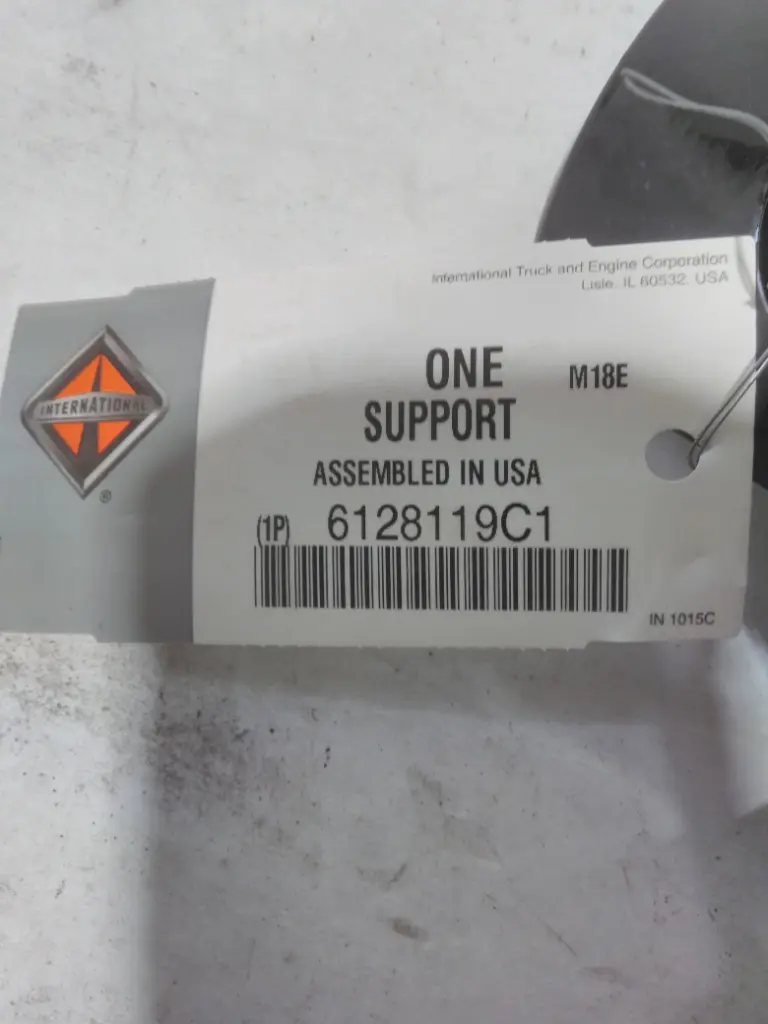 International Truck and Engine Corporation
Lisle, IL 60532, USA
INTERNATIONAL
®
ONE
M18E
SUPPORT
ASSEMBLED IN USA
(1P) 6128119C1
IN 1015C